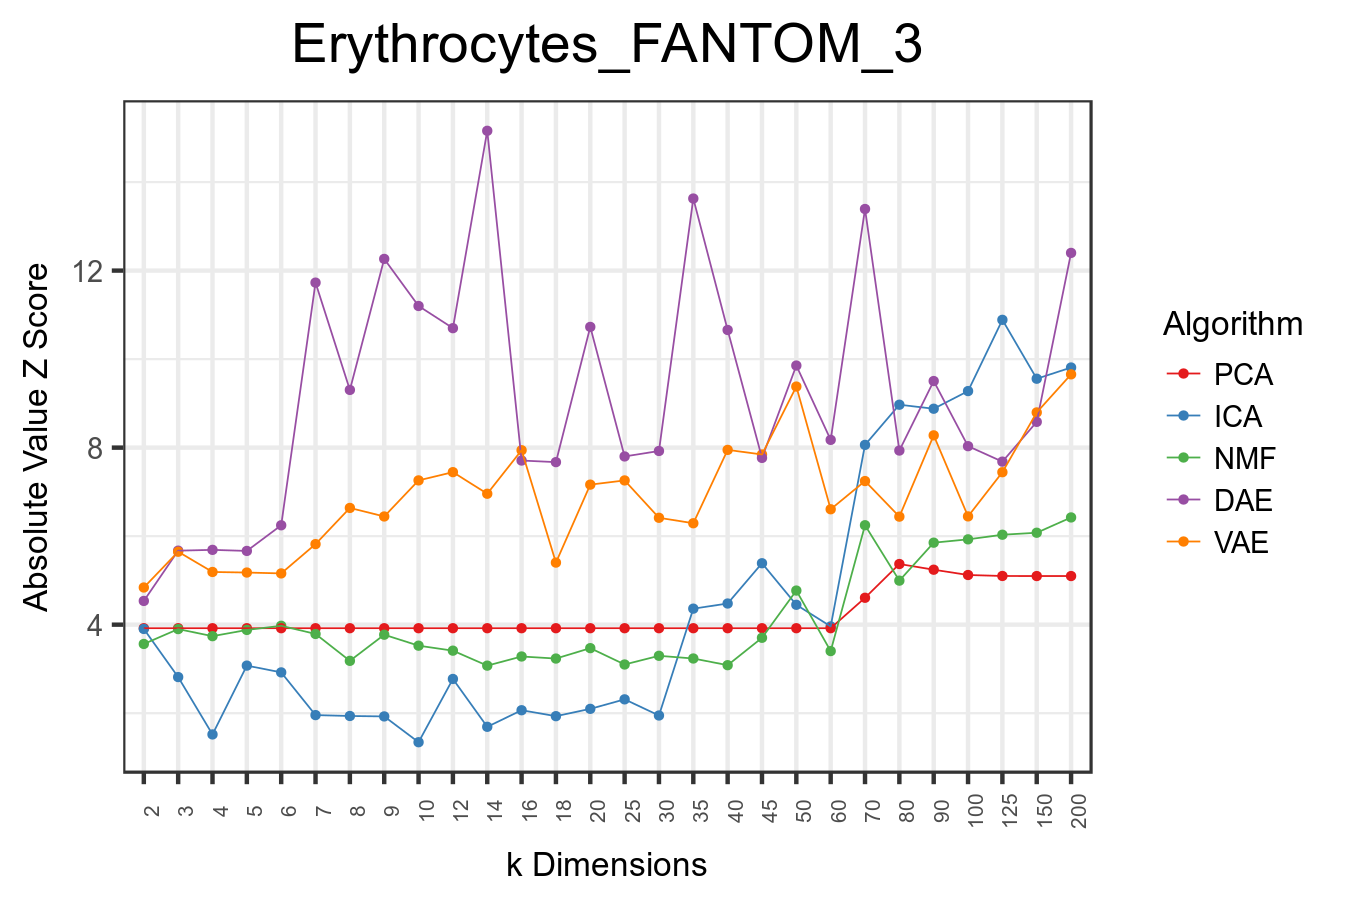 Erythrocytes_FANTOM_3
Absolute Value Z Score
12
8
4
2 3 4 5 6 7 8 9 10 12 14 16 18 20 25 30 35 40 45 50 60 70 80 90 100 125 150 200
k Dimensions
Algorithm
PCA
ICA
NMF
DAE
VAE